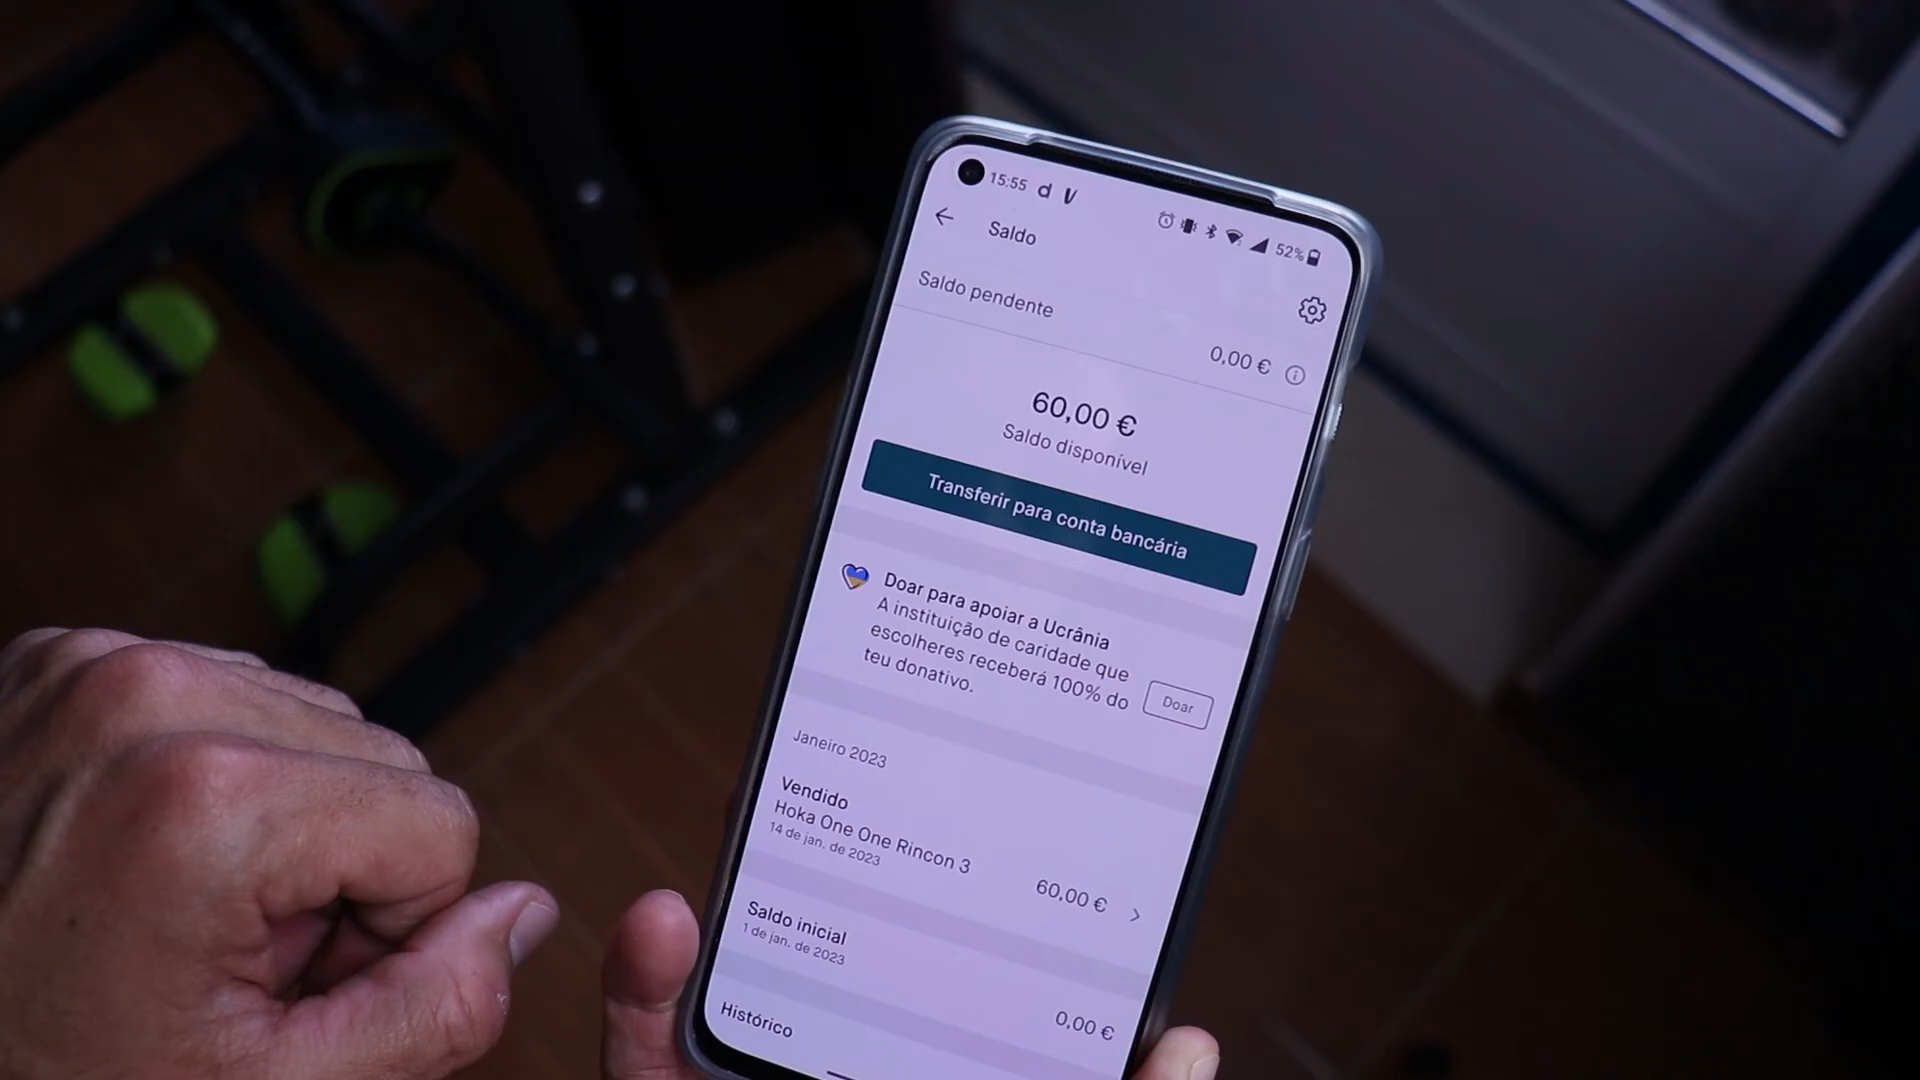 15:55 d V
52%
Saldo
Saldo pendente
0,00 €
60,00 €
Saldo disponível
Transferir para conta bancária
Doar para apoiar a Ucrânia
A instituição de caridade que
escolheres receberá 100% do
teu donativo.
Doar
Janeiro 2023
Vendido
Hoka One One Rincon 3
14 de jan. de 2023
60,00 €
Saldo inicial
1 de jan. de 2023
0,00 €
Histórico